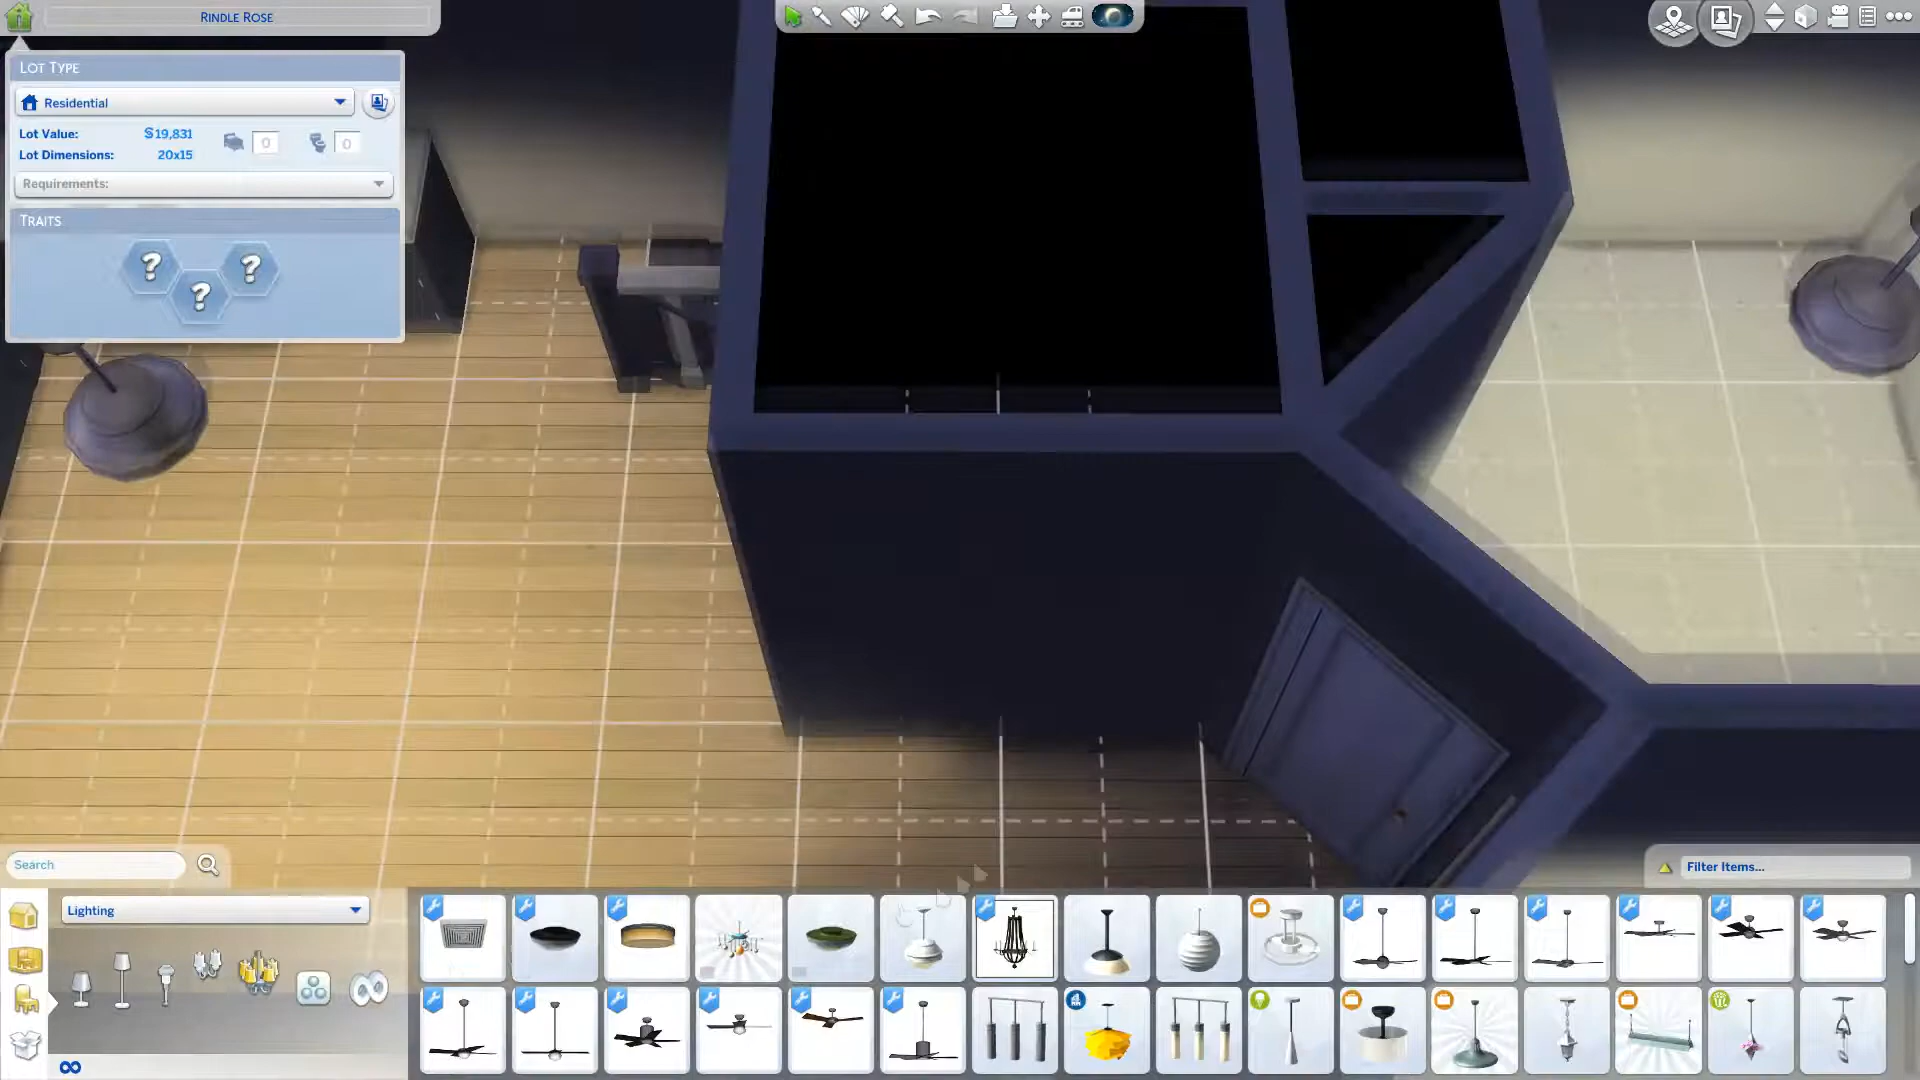 RINDLE ROSE
LOT TYPE
Residential
Lot Value: §19,831
0 0
Lot Dimensions: 20x15
Requirements:
TRAITS
? ? ?
Search
Filter Items...
Lighting